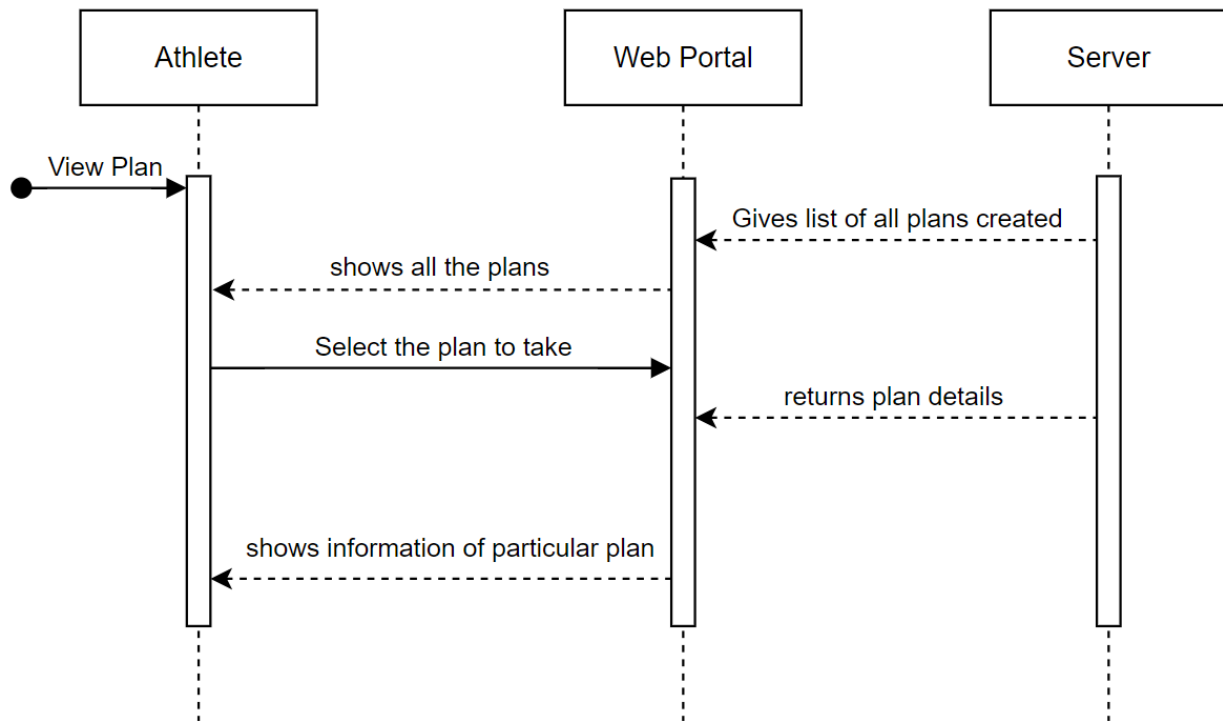 Athlete
Web Portal
Server
View Plan
Gives list of all plans created
shows all the plans
Select the plan to take
returns plan details
shows information of particular plan